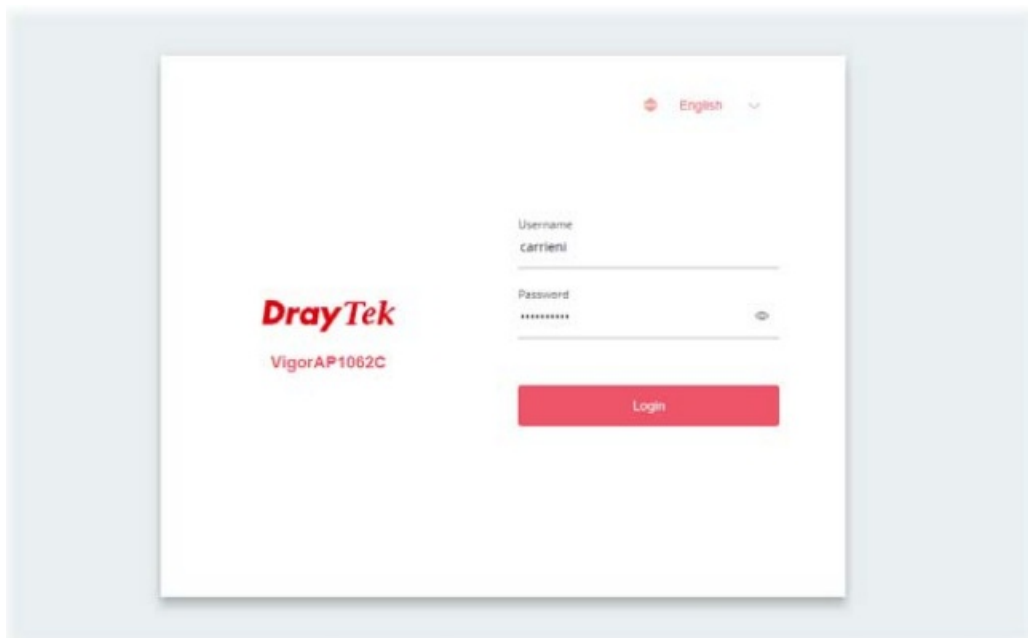 English
Username
carrieni
Password
••••••••••
DrayTek
VigorAP1062C
Login